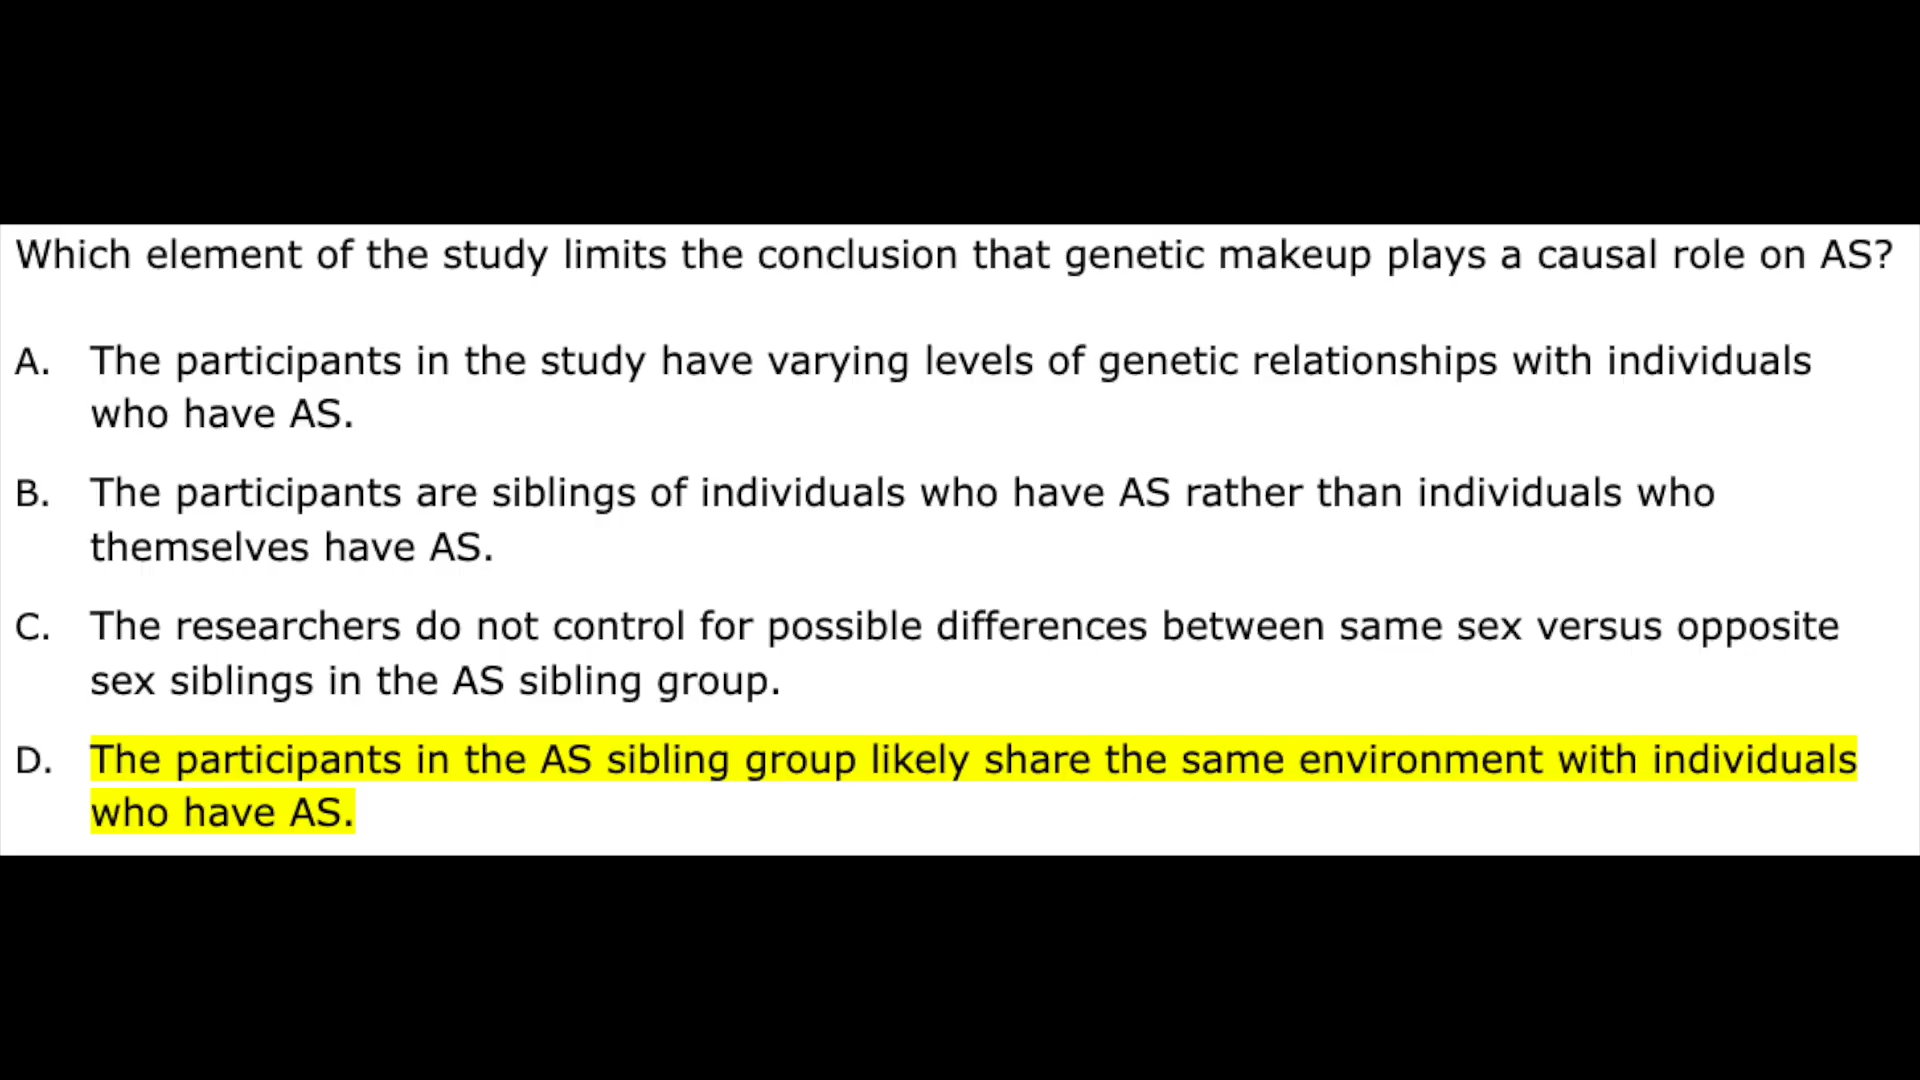 Which element of the study limits the conclusion that genetic makeup plays a causal role on AS?
A. The participants in the study have varying levels of genetic relationships with individuals
who have AS.
B. The participants are siblings of individuals who have AS rather than individuals who
themselves have AS.
C. The researchers do not control for possible differences between same sex versus opposite
sex siblings in the AS sibling group.
D. The participants in the AS sibling group likely share the same environment with individuals
who have AS.